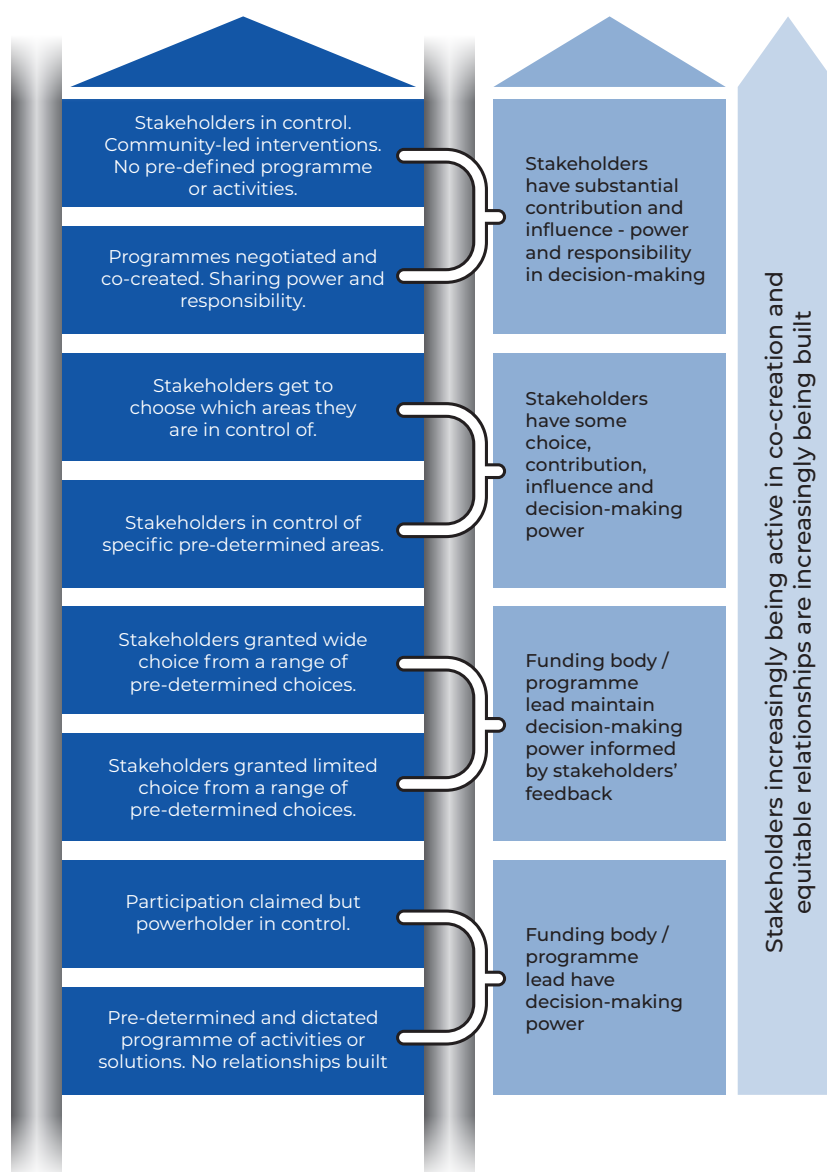 Stakeholders in control.
Community-led interventions.
No pre-defined programme
or activities.
Programmes negotiated and
co-created. Sharing power and
responsibility.
Stakeholders
have substantial
contribution and
influence - power
and responsibility
in decision-making
Stakeholders get to
choose which areas they
are in control of.
Stakeholders in control of
specific pre-determined areas.
Stakeholders
have some
choice,
contribution,
influence and
decision-making
power
Stakeholders granted wide
choice from a range of
pre-determined choices.
Stakeholders granted limited
choice from a range of
pre-determined choices.
Funding body /
programme
lead maintain
decision-making
power informed
by stakeholders'
feedback
Participation claimed but
powerholder in control.
Pre-determined and dictated
programme of activities or
solutions. No relationships built
Funding body /
programme
lead have
decision-making
power
Stakeholders increasingly being active in co-creation and
equitable relationships are increasingly being built